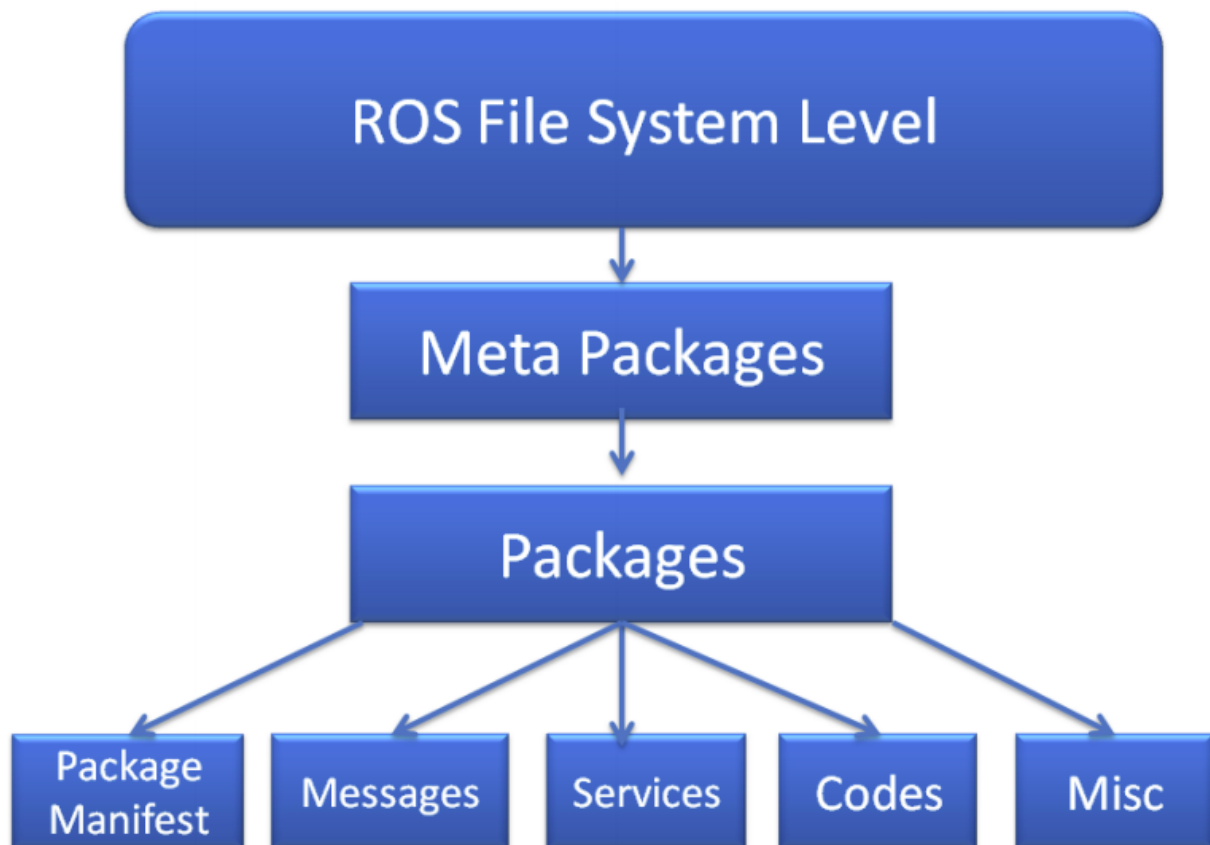 ROS File System Level
Meta Packages
Packages
Package
Manifest
Messages
Services
Codes
Misc